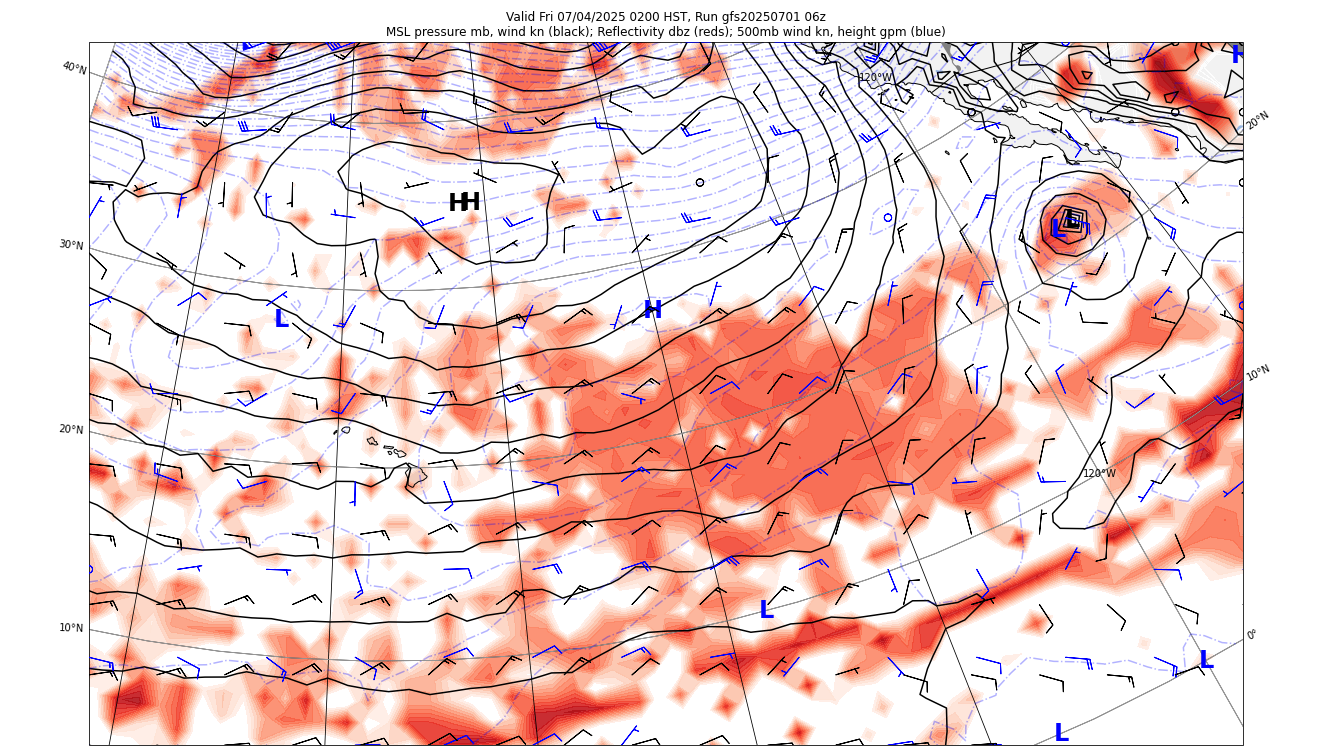 Valid Fri 07/04/2025 0200 HST, Run gfs20250701 06z
MSL pressure mb, wind kn (black); Reflectivity dbz (reds); 500mb wind kn, height gpm (blue)
L
H
40°N
120°W
20°N
H H
L
L
30°N
H
L
10°N
20°N
120°W
L
10°N
0°
L
L